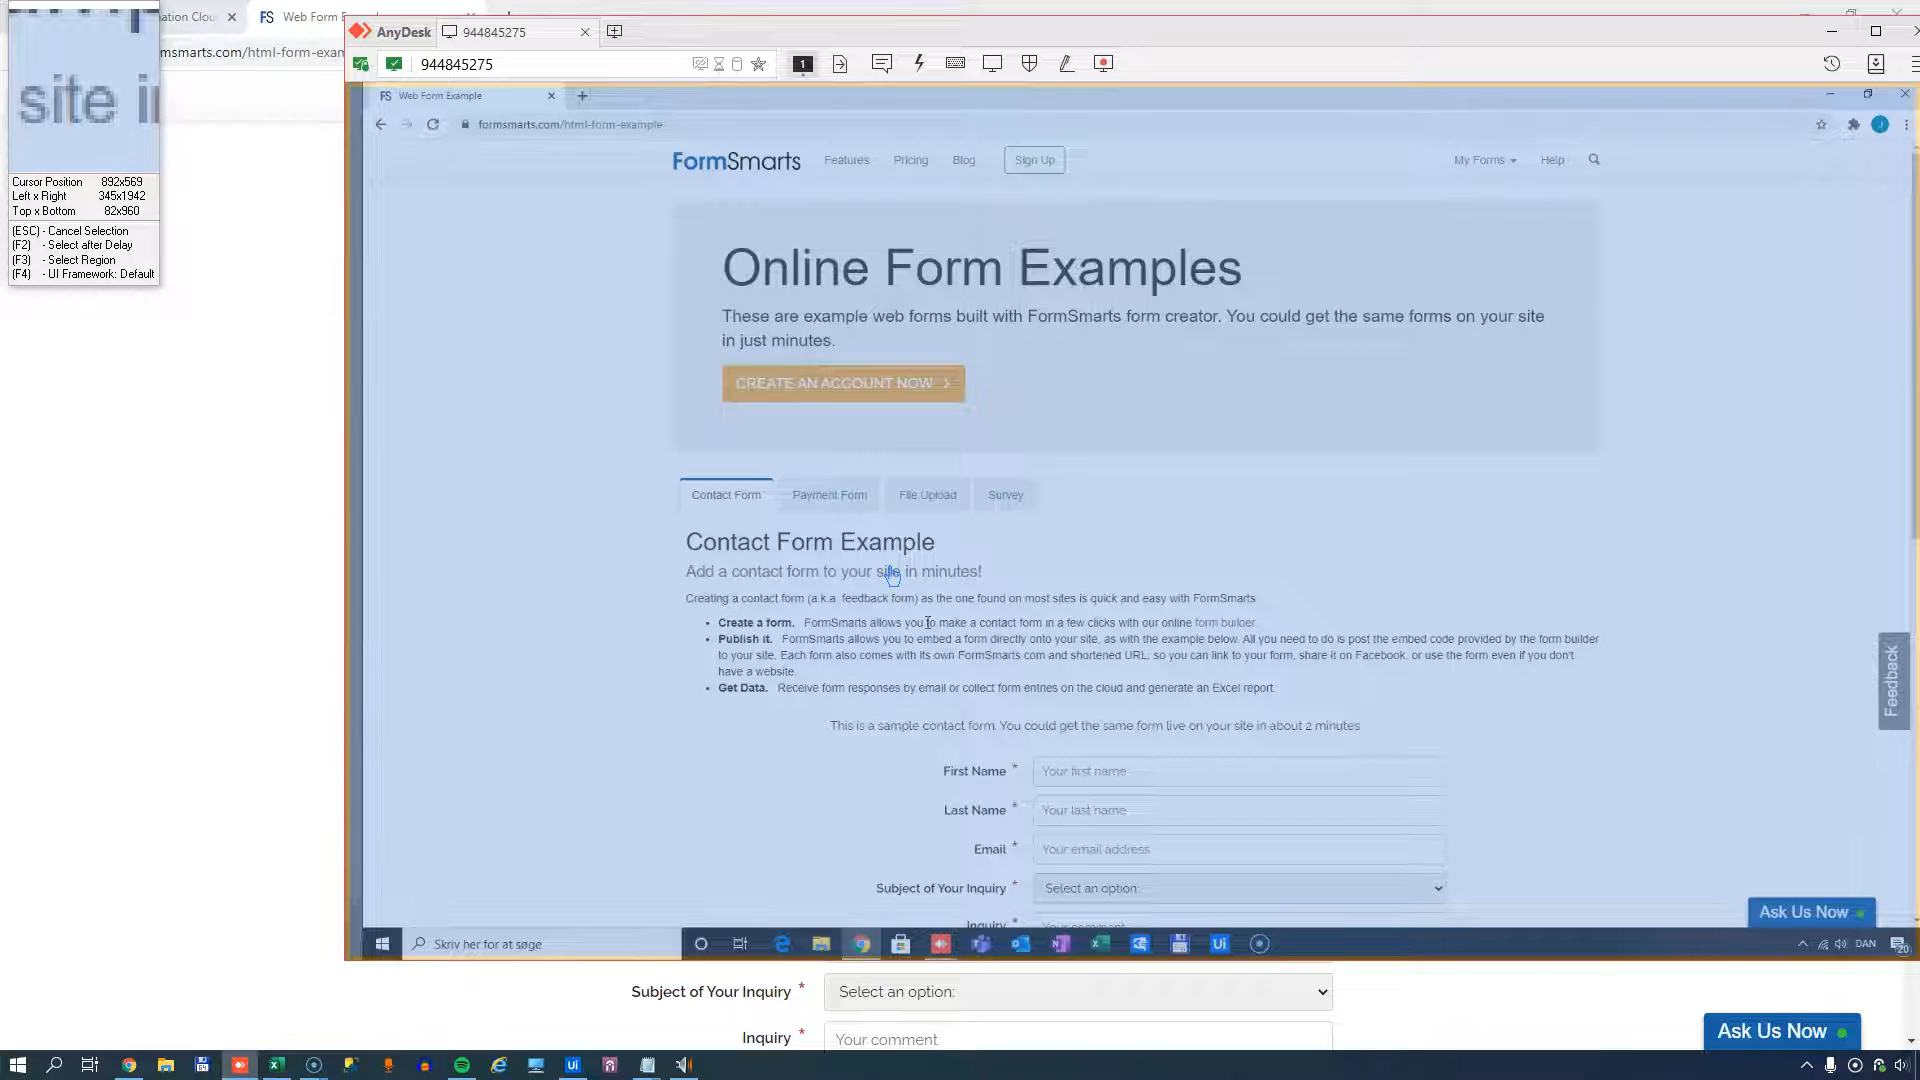 ation Clou
Web Form E
msmarts.com/html-form-exam
site in
Cursor Position 892x569
Left x Right 345x1942
Top x Bottom 82x960
(ESC) - Cancel Selection
(F2) - Select after Delay
(F3) - Select Region
(F4) - UI Framework: Default
AnyDesk
944845275
944845275
1
FS Web Form Example
formsmarts.com/html-form-example
J
FormSmarts
Features
Pricing
Blog
Sign Up
My Forms
Help
Online Form Examples
These are example web forms built with FormSmarts form creator. You could get the same forms on your site
in just minutes.
CREATE AN ACCOUNT NOW
Contact Form
Payment Form
File Upload
Survey
Contact Form Example
Add a contact form to your site in minutes!
Creating a contact form (a.k.a. feedback form) as the one found on most sites is quick and easy with FormSmarts.
Create a form. FormSmarts allows you to make a contact form in a few clicks with our online form builder.
Publish it. FormSmarts allows you to embed a form directly onto your site, as with the example below. All you need to do is post the embed code provided by the form builder
to your site. Each form also comes with its own FormSmarts.com and shortened URL, so you can link to your form, share it on Facebook, or use the form even if you don't
have a website.
Get Data. Receive form responses by email or collect form entries on the cloud and generate an Excel report.
This is a sample contact form. You could get the same form live on your site in about 2 minutes
First Name * Your first name
Last Name * Your last name
Email * Your email address
Subject of Your Inquiry * Select an option:
Inquiry * Your comment
Feedback
Ask Us Now
Skriv her for at søge
Ui
DAN
20
Subject of Your Inquiry * Select an option:
Inquiry * Your comment
Ask Us Now
64
Ui